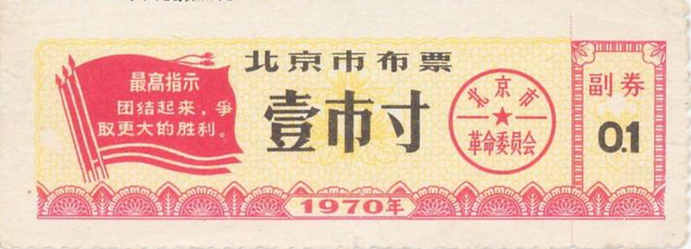 最高指示
团结起来，争
取更大的胜利。
北京市布票
壹市寸
北京市
革命委员会
副券
0.1
1970年